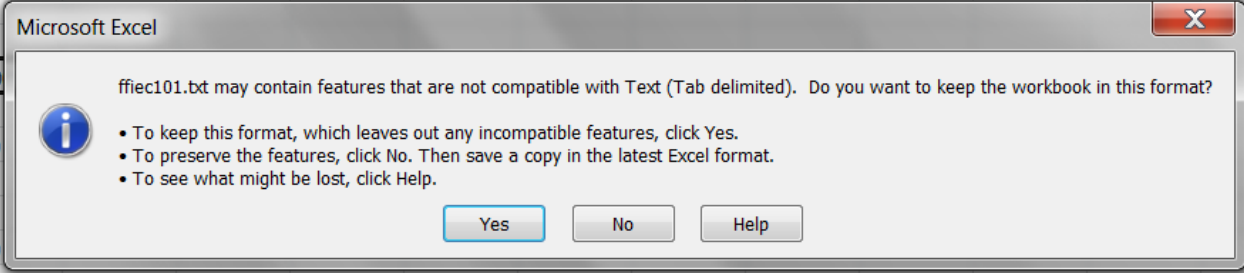 Microsoft Excel
X
ffiec101.txt may contain features that are not compatible with Text (Tab delimited).  Do you want to keep the workbook in this format?
• To keep this format, which leaves out any incompatible features, click Yes.
• To preserve the features, click No. Then save a copy in the latest Excel format.
• To see what might be lost, click Help.
Yes No Help